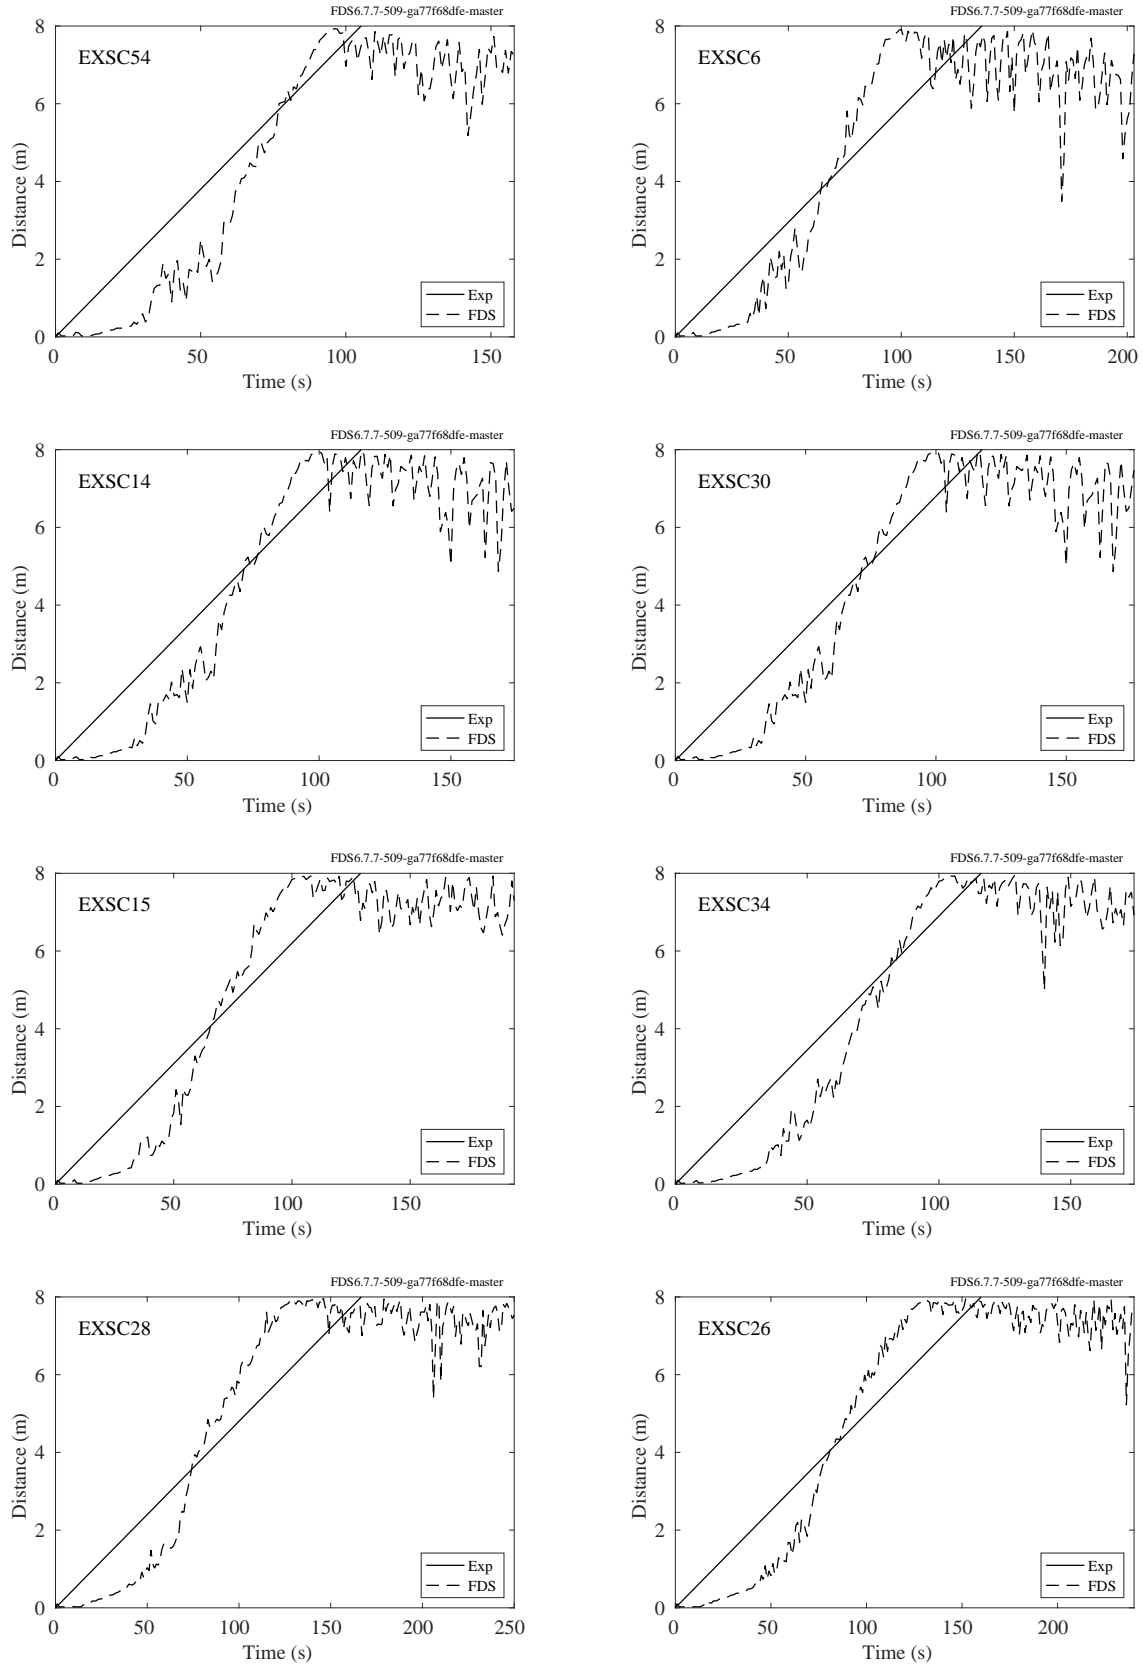 FDS6.7.7-509-ga77f68dfe-master
EXSC54
8
6
4
2
0
Distance (m)
0 50 100 150
Time (s)
Exp
FDS
FDS6.7.7-509-ga77f68dfe-master
EXSC6
8
6
4
2
0
Distance (m)
0 50 100 150 200
Time (s)
Exp
FDS
FDS6.7.7-509-ga77f68dfe-master
EXSC14
8
6
4
2
0
Distance (m)
0 50 100 150
Time (s)
Exp
FDS
FDS6.7.7-509-ga77f68dfe-master
EXSC30
8
6
4
2
0
Distance (m)
0 50 100 150
Time (s)
Exp
FDS
FDS6.7.7-509-ga77f68dfe-master
EXSC15
8
6
4
2
0
Distance (m)
0 50 100 150
Time (s)
Exp
FDS
FDS6.7.7-509-ga77f68dfe-master
EXSC34
8
6
4
2
0
Distance (m)
0 50 100 150
Time (s)
Exp
FDS
FDS6.7.7-509-ga77f68dfe-master
EXSC28
8
6
4
2
0
Distance (m)
0 50 100 150 200 250
Time (s)
Exp
FDS
FDS6.7.7-509-ga77f68dfe-master
EXSC26
8
6
4
2
0
Distance (m)
0 50 100 150 200
Time (s)
Exp
FDS